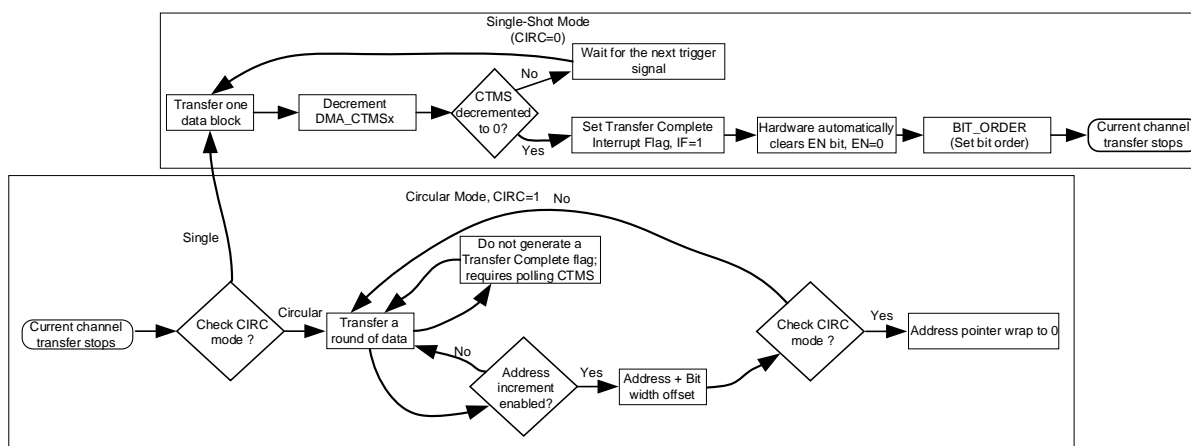 Single-Shot Mode
(CIRC=0)
Wait for the next trigger
signal
No
Transfer one
data block
Decrement
DMA_CTMSx
CTMS
decremented
to 0?
Yes
Set Transfer Complete
Interrupt Flag, IF=1
Hardware automatically
clears EN bit, EN=0
BIT_ORDER
(Set bit order)
Current channel
transfer stops
Circular Mode, CIRC=1
No
Single
Do not generate a
Transfer Complete flag;
requires polling CTMS
Current channel
transfer stops
Check CIRC
mode ?
Circular
Transfer a
round of data
No
Address
increment
enabled?
Yes
Address + Bit
width offset
Check CIRC
mode ?
Yes
Address pointer wrap to 0